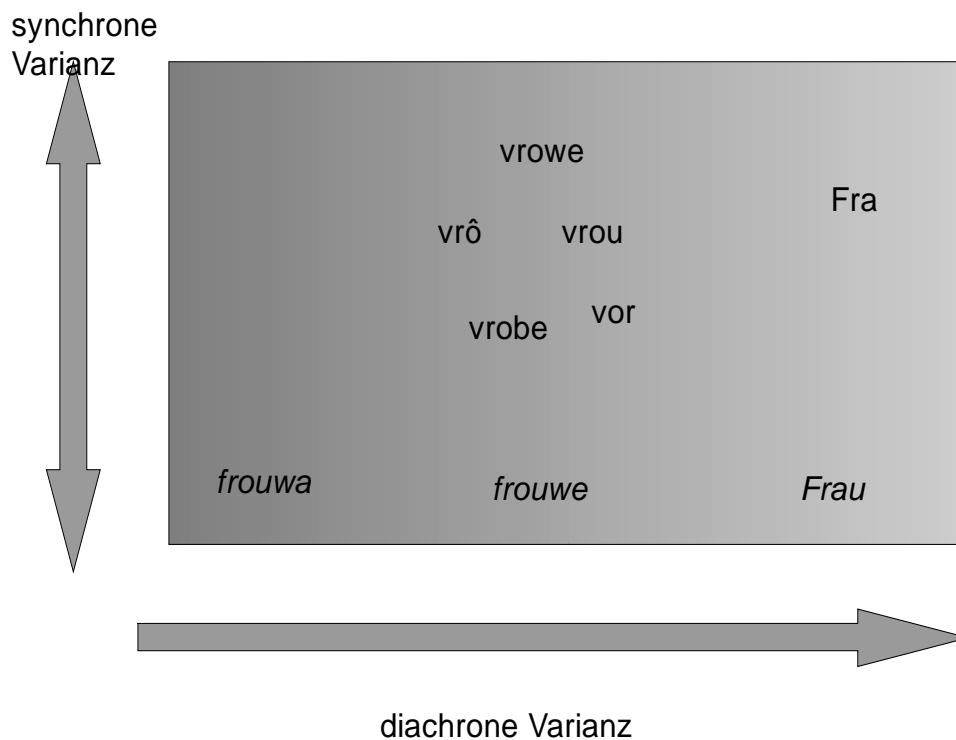 synchrone
Varianz
vrowe
Fra
vrô vrou
vor
vrobe
frouwa frouwe Frau
diachrone Varianz